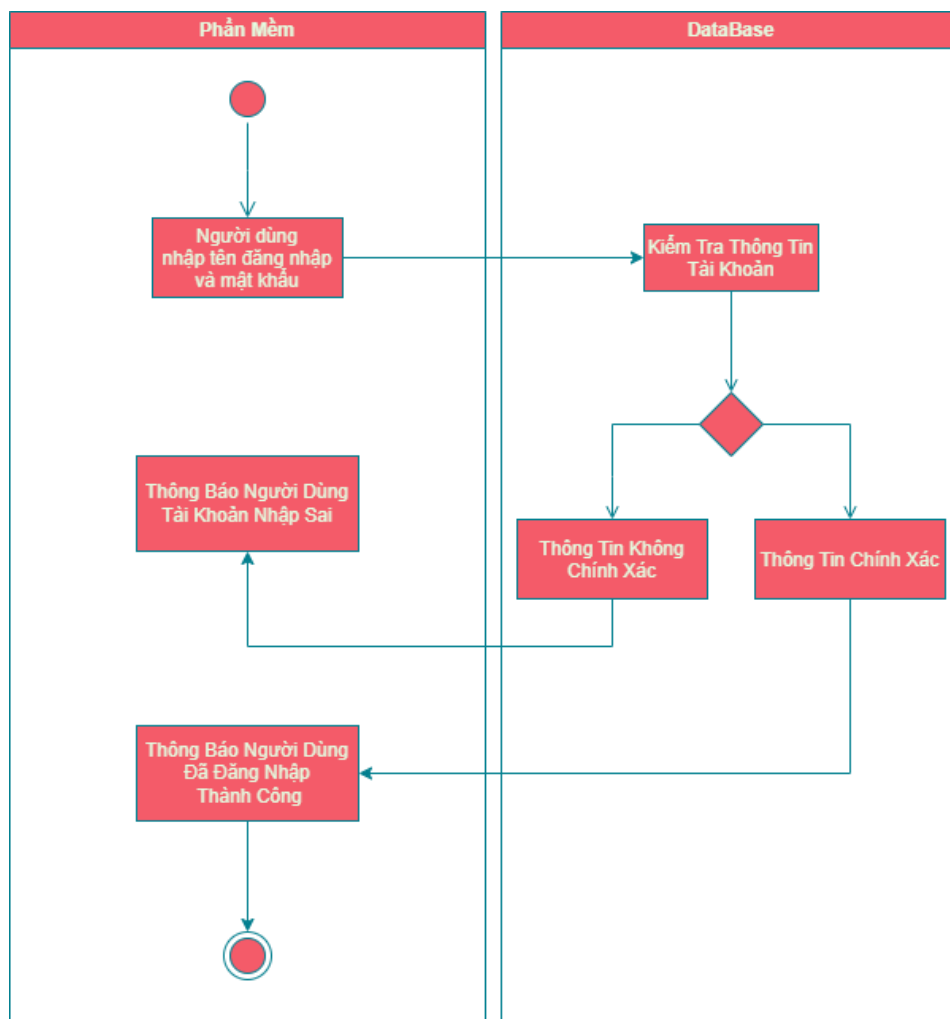 Phần Mềm
DataBase
Người dùng
nhập tên đăng nhập
và mật khẩu
Kiểm Tra Thông Tin
Tài Khoản
Thông Báo Người Dùng
Tài Khoản Nhập Sai
Thông Tin Không
Chính Xác
Thông Tin Chính Xác
Thông Báo Người Dùng
Đã Đăng Nhập
Thành Công